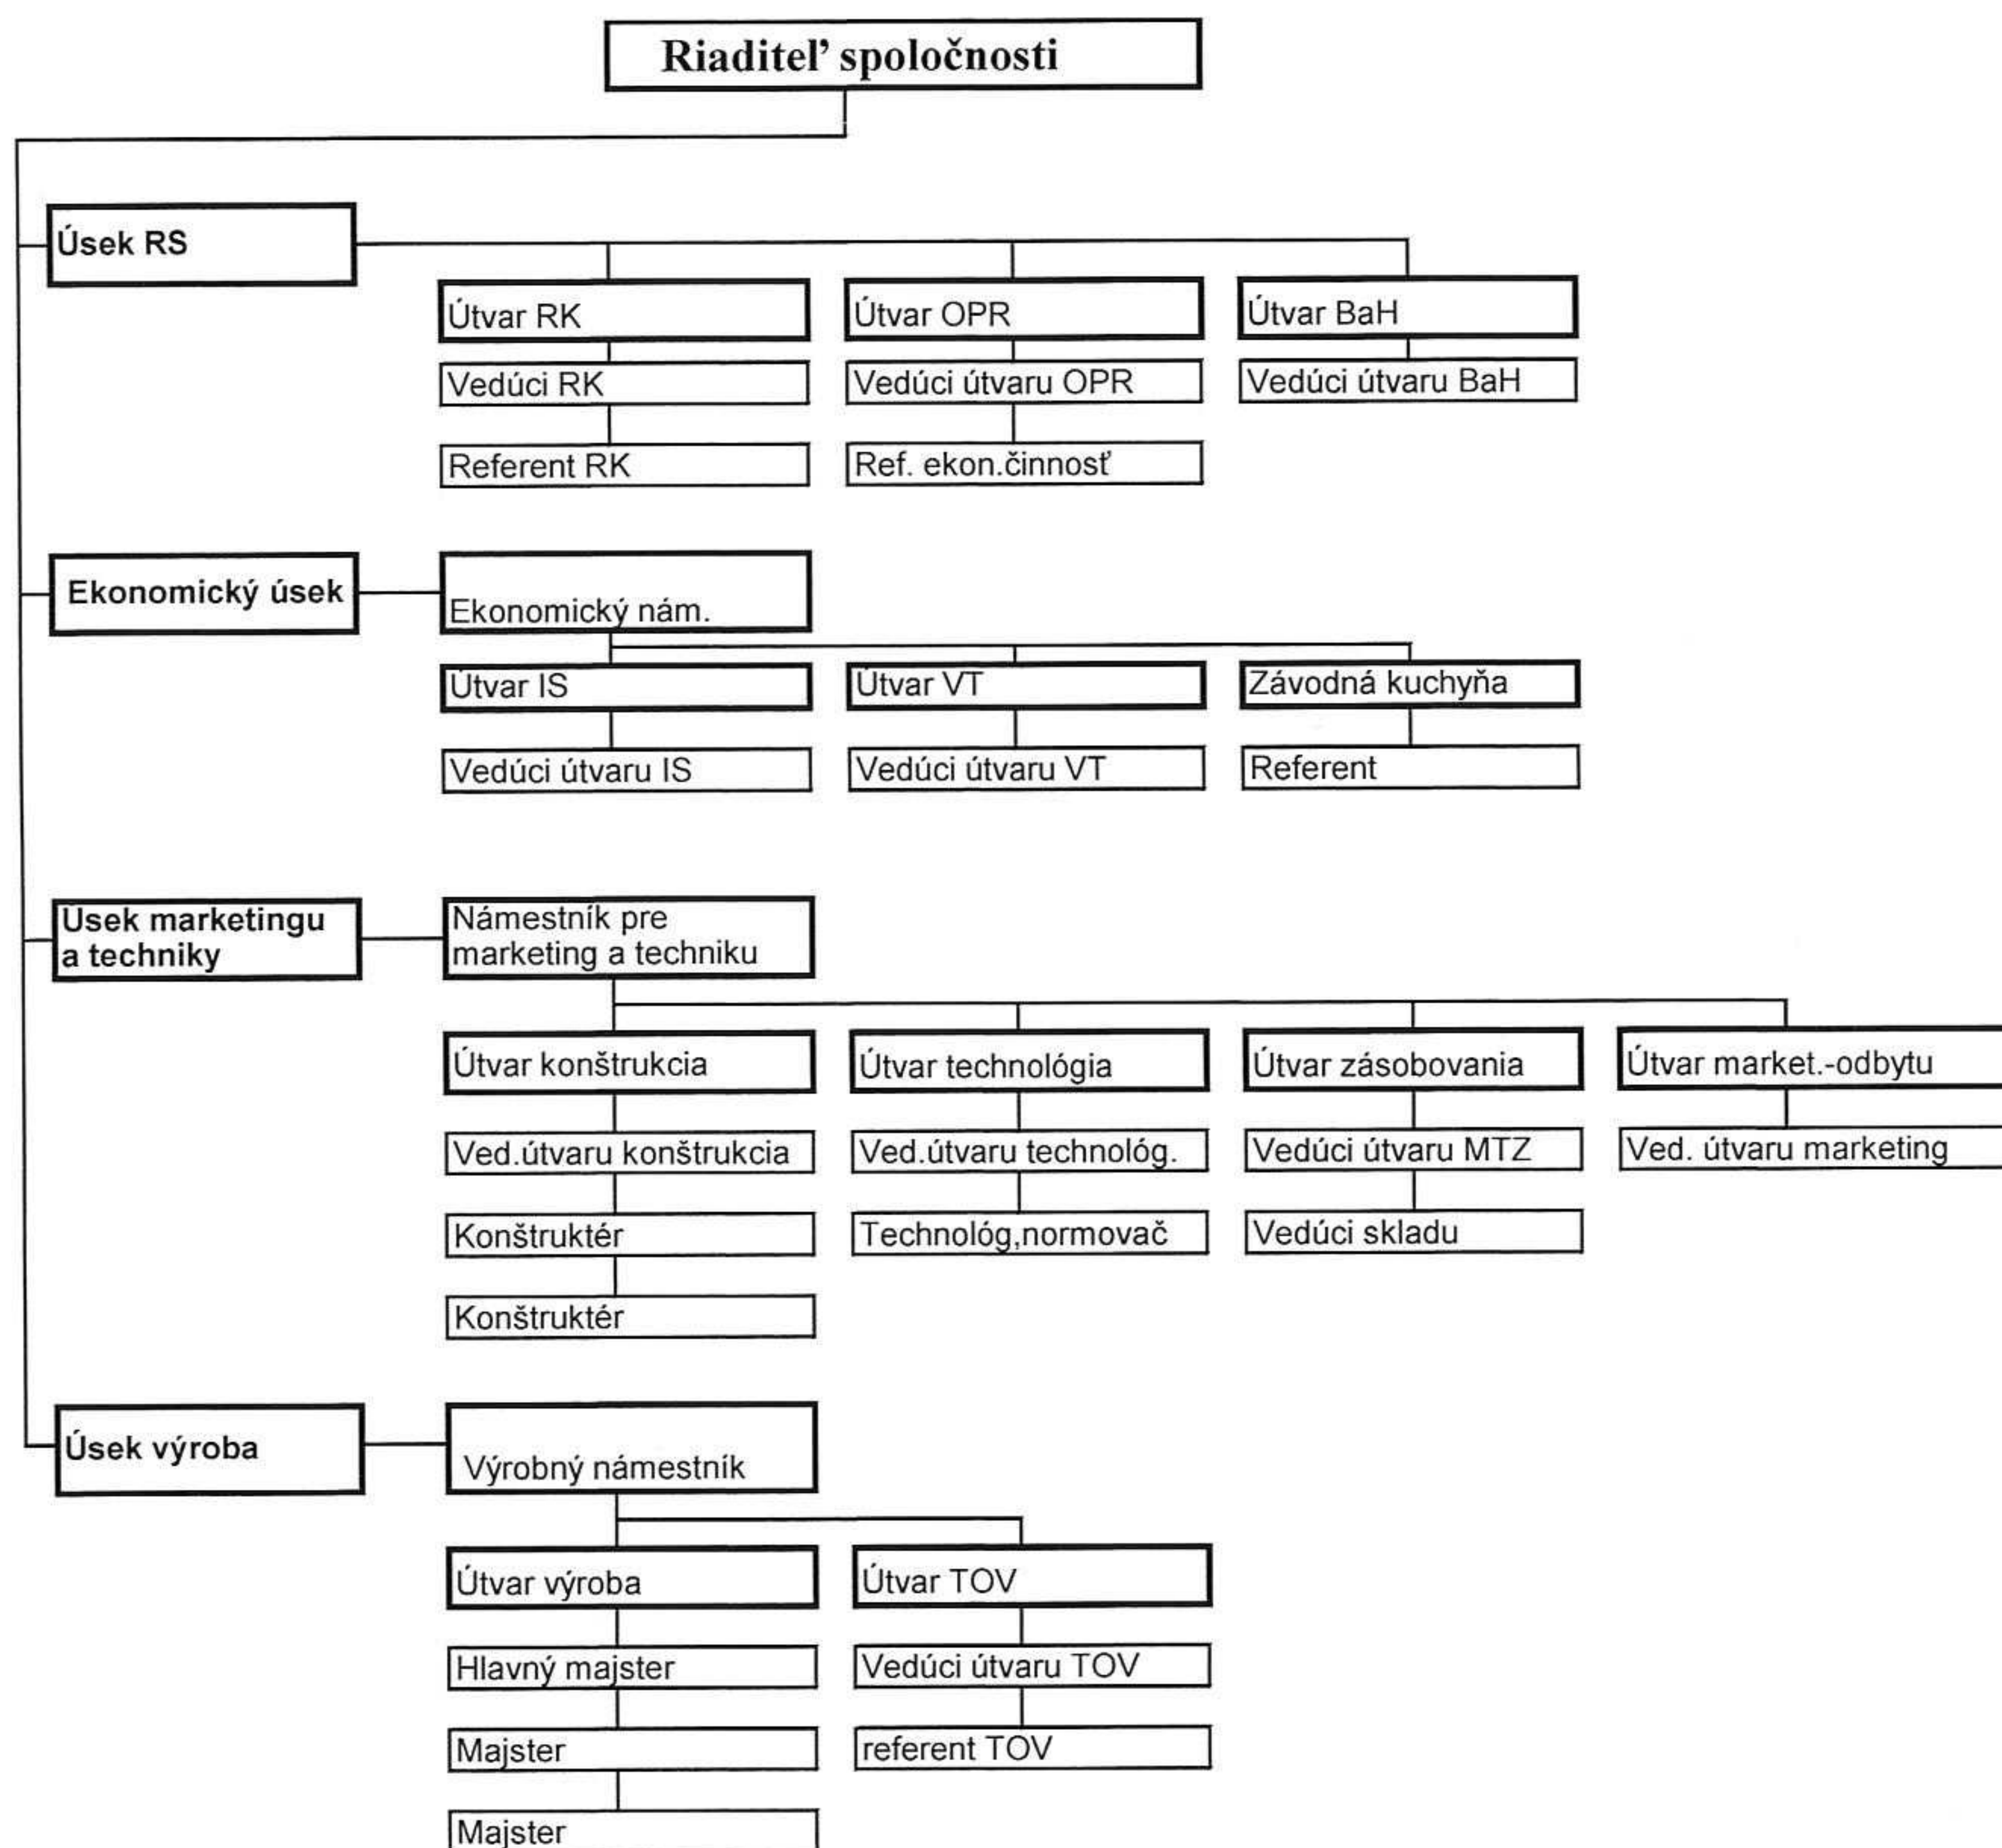 Riaditeľ spoločnosti
Úsek RS
Útvar RK
Útvar OPR
Útvar BaH
Vedúci RK
Vedúci útvaru OPR
Vedúci útvaru BaH
Referent RK
Ref. ekon.činnosť
Ekonomický úsek
Ekonomický nám.
Útvar IS
Útvar VT
Závodná kuchyňa
Vedúci útvaru IS
Vedúci útvaru VT
Referent
Úsek marketingu
a techniky
Námestník pre
marketing a techniku
Útvar konštrukcia
Útvar technológia
Útvar zásobovania
Útvar market.-odbytu
Ved.útvaru konštrukcia
Ved.útvaru technológ.
Vedúci útvaru MTZ
Ved. útvaru marketing
Konštruktér
Technológ,normovač
Vedúci skladu
Konštruktér
Úsek výroba
Výrobný námestník
Útvar výroba
Útvar TOV
Hlavný majster
Vedúci útvaru TOV
Majster
referent TOV
Majster